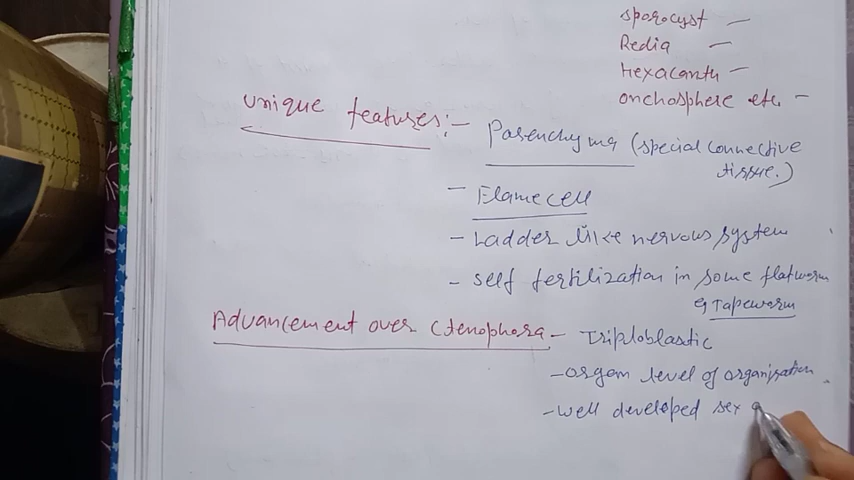 Sporocyst —
Redia —
Hexacanth —
Onchosphere etc. —
Unique features:- Parenchyma (special connective
tissue.)
- Flame cell
- Ladder like nervous system
- Self fertilization in some flatworm
eg Tapeworm
Advancement over Ctenophora - Triploblastic
- organ level of organisation
- well developed sex